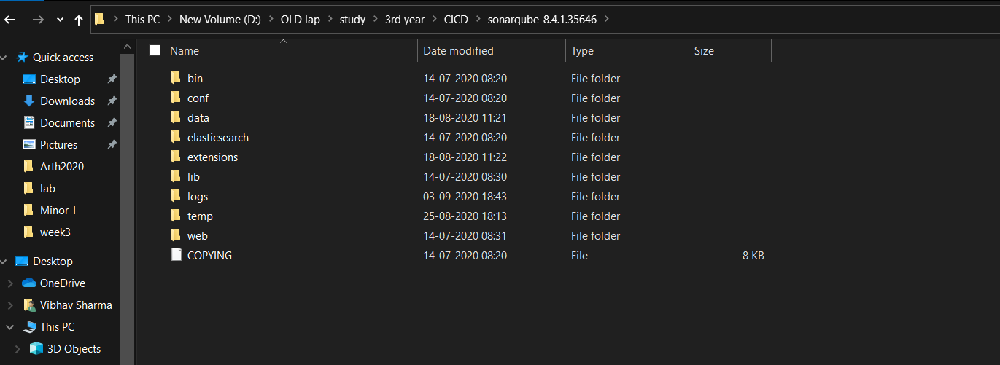 This PC > New Volume (D:) > OLD lap > study > 3rd year > CICD > sonarqube-8.4.1.35646 >
Quick access
Desktop
Downloads
Documents
Pictures
Arth2020
lab
Minor-I
week3
Desktop
OneDrive
Vibhav Sharma
This PC
3D Objects
Name Date modified Type Size
bin 14-07-2020 08:20 File folder
conf 14-07-2020 08:20 File folder
data 18-08-2020 11:21 File folder
elasticsearch 14-07-2020 08:20 File folder
extensions 18-08-2020 11:22 File folder
lib 14-07-2020 08:30 File folder
logs 03-09-2020 18:43 File folder
temp 25-08-2020 18:13 File folder
web 14-07-2020 08:31 File folder
COPYING 14-07-2020 08:20 File 8 KB